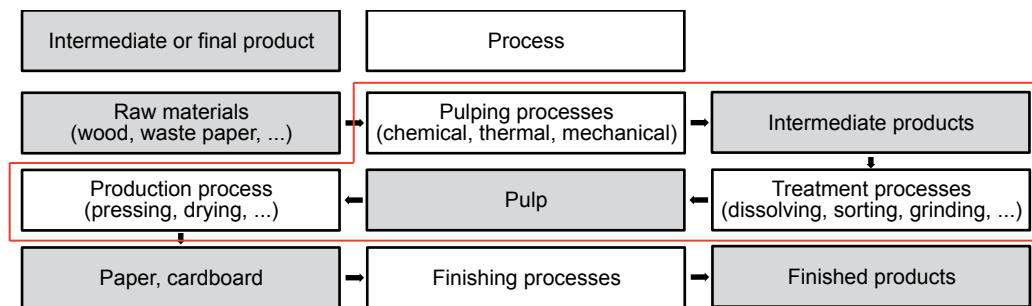 Intermediate or final product
Process
Raw materials
(wood, waste paper, ...)
Pulping processes
(chemical, thermal, mechanical)
Intermediate products
Production process
(pressing, drying, ...)
Pulp
Treatment processes
(dissolving, sorting, grinding, ...)
Paper, cardboard
Finishing processes
Finished products